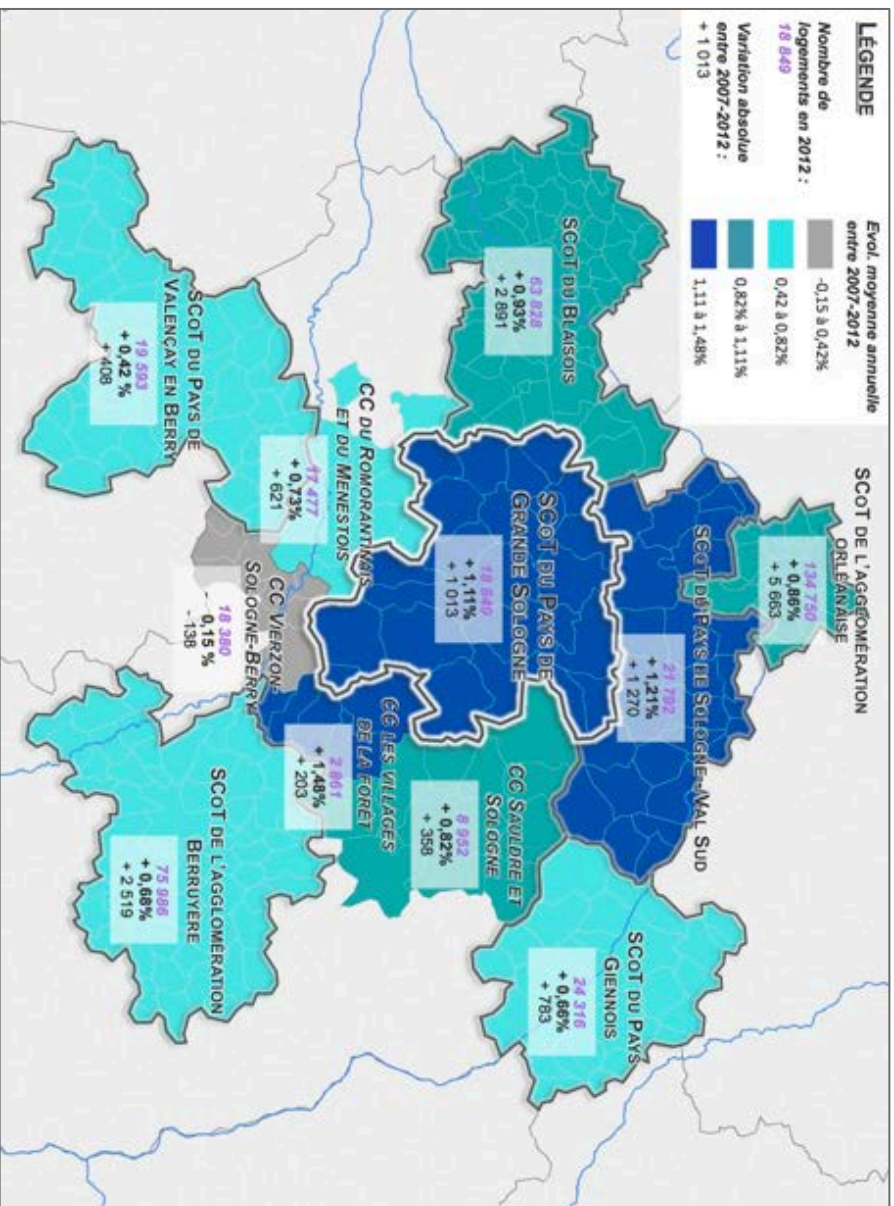 LÉGENDE
Nombre de
logements en 2012 :
18 849
Variation absolue
entre 2007-2012 :
+ 1 013
Evol. moyenne annuelle
entre 2007-2012
-0,15 à 0,42%
0,42 à 0,82%
0,82% à 1,11%
1,11 à 1,48%
SCOT DE L'AGGLOMÉRATION
ORLÉANAISE
134 750
+ 0,86%
+ 5 663
SCOT DU PAYS DE SOLOGNE -VAL SUD
21 792
+ 1,21%
+ 1 270
SCOT DU BLAISOIS
63 828
+ 0,93%
+ 2 891
SCOT DU PAYS
GIENNOIS
24 316
+ 0,66%
+ 783
SCOT DU PAYS DE
GRANDE SOLOGNE
18 849
+ 1,11%
+ 1 013
CC SAULDRE ET
SOLOGNE
8 952
+ 0,82%
+ 358
CC DU ROMORANTINAIS
ET DU MENESTOIS
17 477
+ 0,73%
+ 621
CC LES VILLAGES
DE LA FORÊT
2 861
+ 1,48%
+ 203
CC VIERZON-
SOLOGNE-BERRY
18 380
- 0,15 %
- 138
SCOT DU PAYS DE
VALENÇAY EN BERRY
19 593
+ 0,42 %
+ 408
SCOT DE L'AGGLOMÉRATION
BERRUYÈRE
75 986
+ 0,68%
+ 2 519